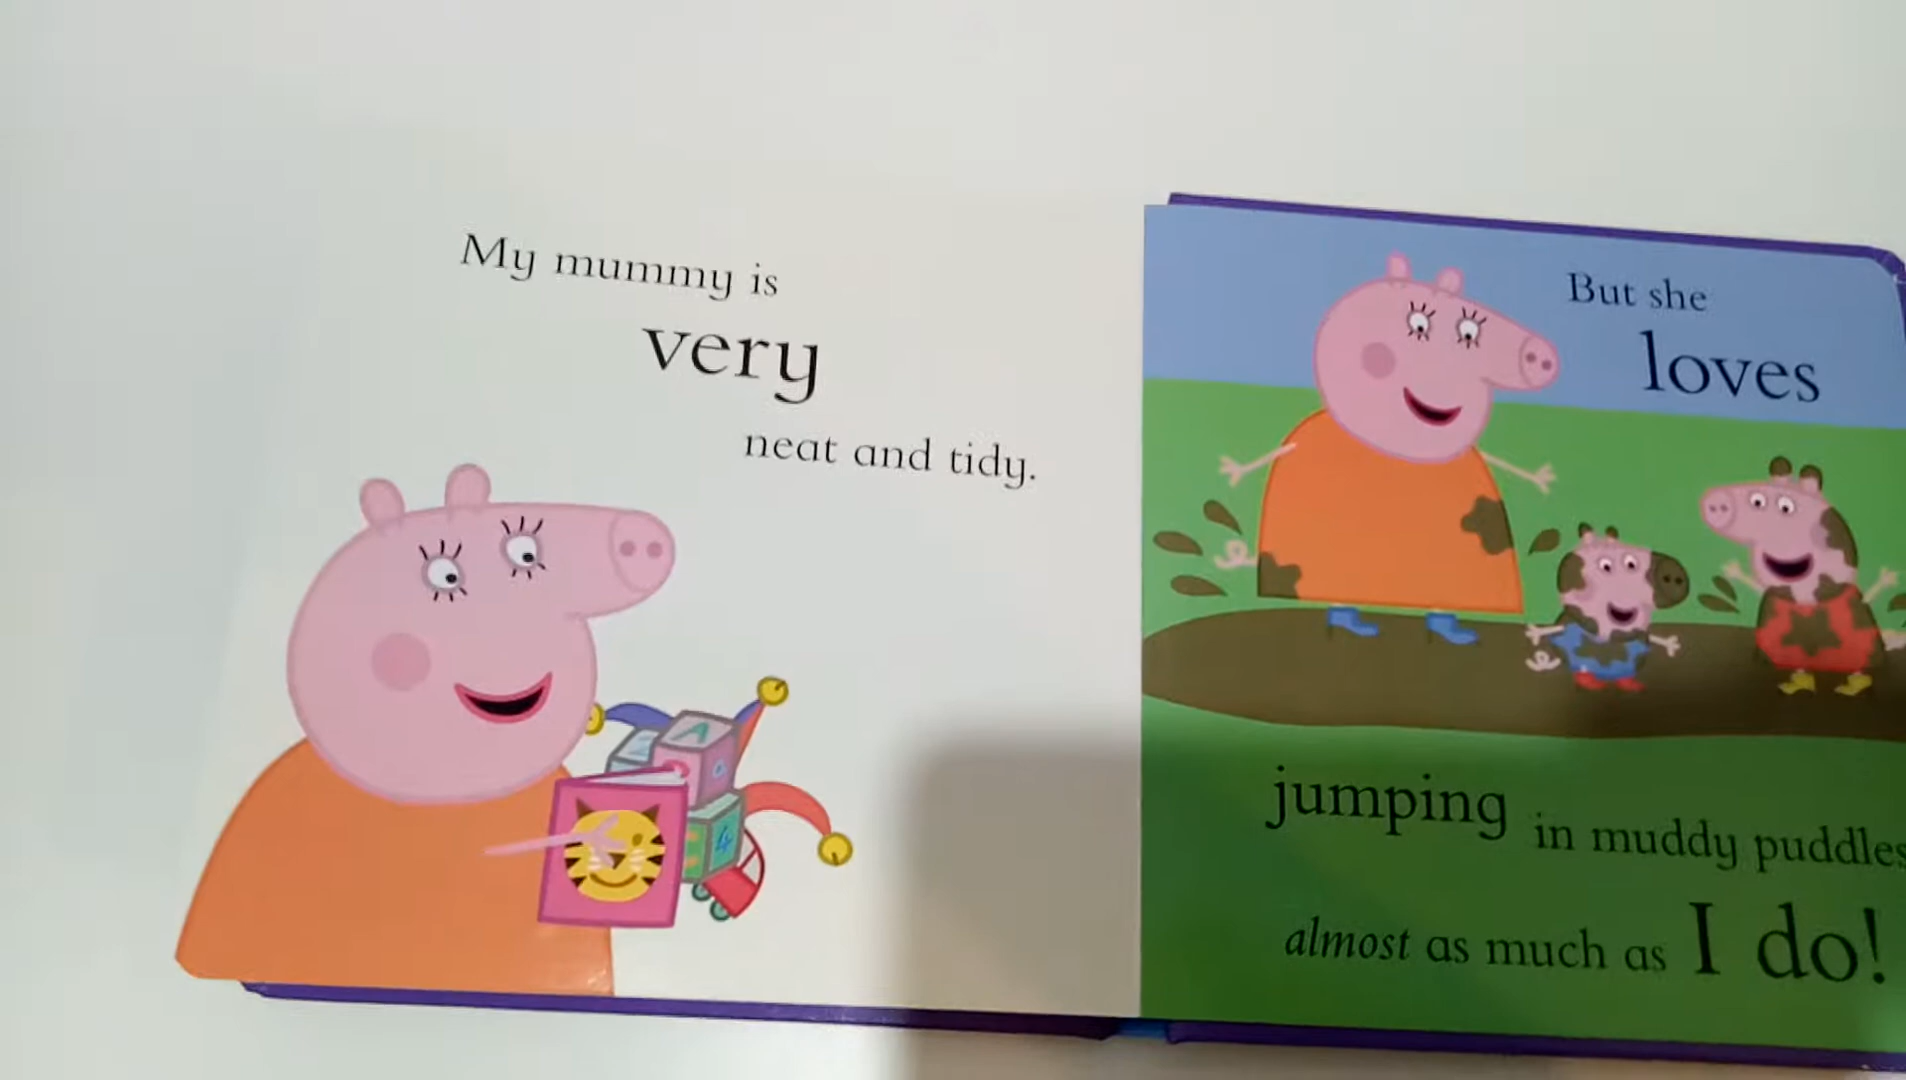 My mummy is
very
neat and tidy.
A
4
But she
loves
jumping in muddy puddles
almost as much as I do!